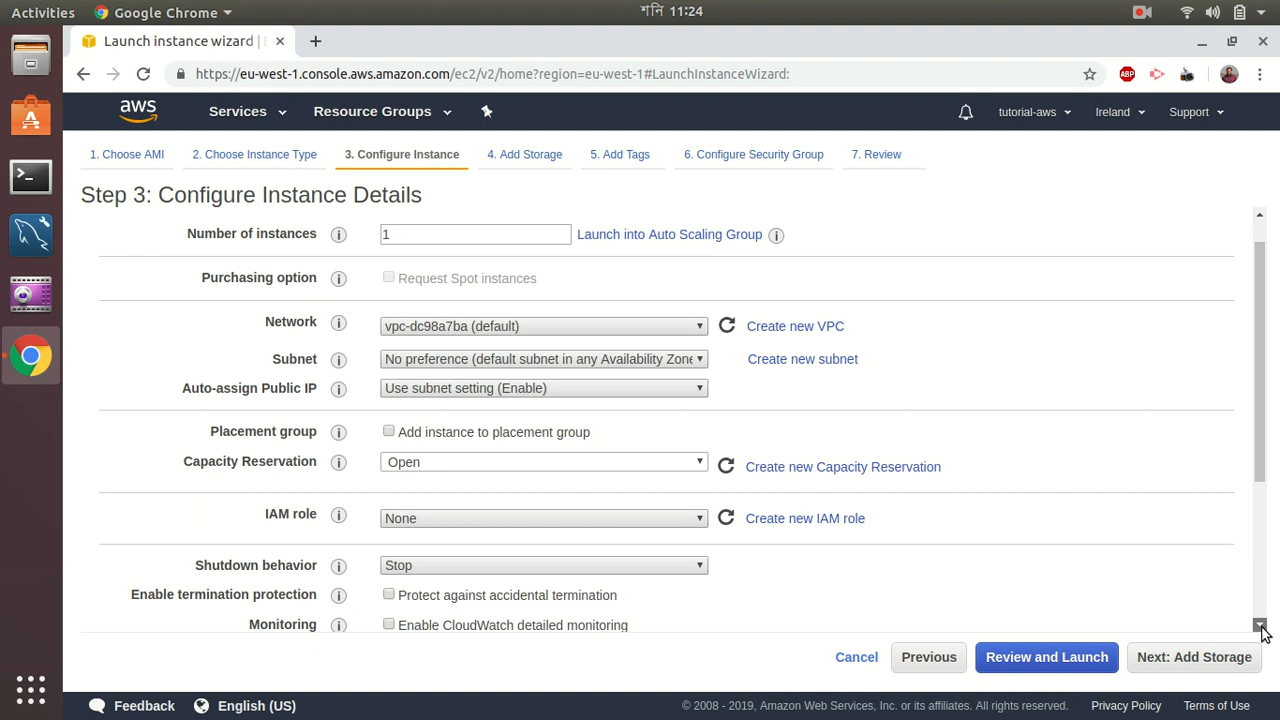 Activities
Google Chrome
শনি 11:24
Launch instance wizard |
https://eu-west-1.console.aws.amazon.com/ec2/v2/home?region=eu-west-1#LaunchInstanceWizard:
ABP
aws
Services
Resource Groups
tutorial-aws
Ireland
Support
1. Choose AMI
2. Choose Instance Type
3. Configure Instance
4. Add Storage
5. Add Tags
6. Configure Security Group
7. Review
Step 3: Configure Instance Details
Number of instances
1
Launch into Auto Scaling Group
Purchasing option
Request Spot instances
Network
vpc-dc98a7ba (default)
Create new VPC
Subnet
No preference (default subnet in any Availability Zone
Create new subnet
Auto-assign Public IP
Use subnet setting (Enable)
Placement group
Add instance to placement group
Capacity Reservation
Open
Create new Capacity Reservation
IAM role
None
Create new IAM role
Shutdown behavior
Stop
Enable termination protection
Protect against accidental termination
Monitoring
Enable CloudWatch detailed monitoring
Cancel
Previous
Review and Launch
Next: Add Storage
Feedback
English (US)
© 2008 - 2019, Amazon Web Services, Inc. or its affiliates. All rights reserved.
Privacy Policy
Terms of Use